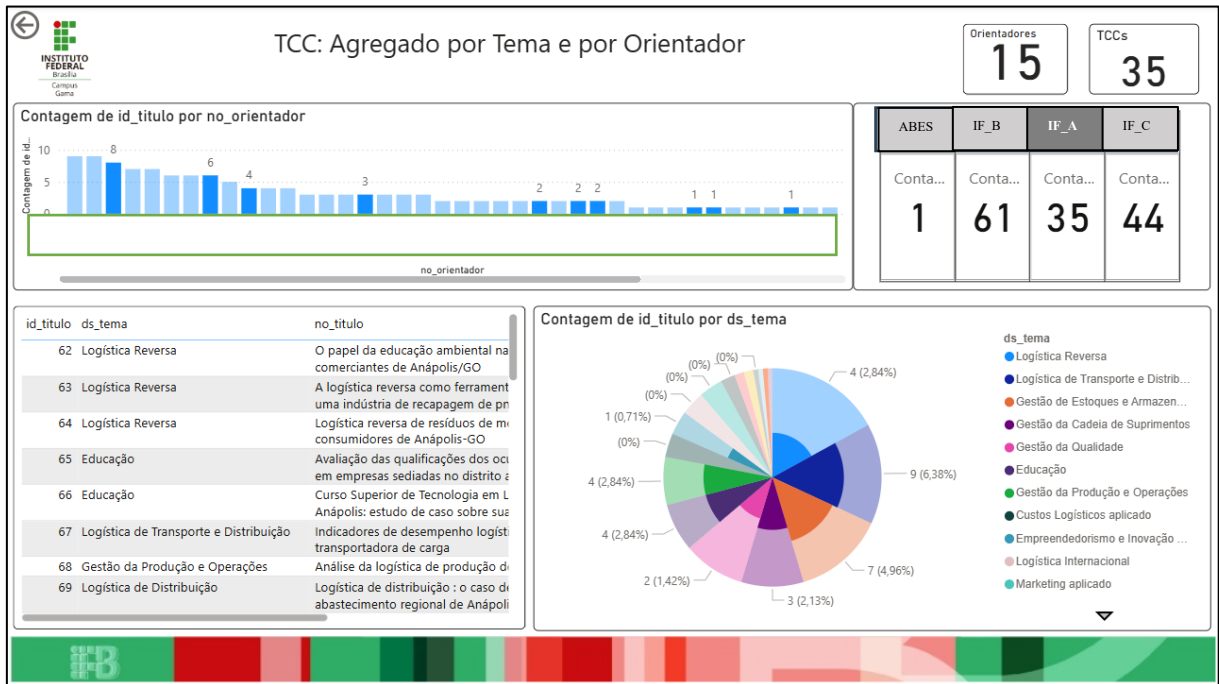 INSTITUTO
FEDERAL
Brasília
Campus
Gama
TCC: Agregado por Tema e por Orientador
Orientadores
15
TCCs
35
Contagem de id_titulo por no_orientador
Contagem de id...
10
5
0
8
6
4
3
2
2
2
1
1
1
no_orientador
ABES
IF_B
IF_A
IF_C
Conta...
Conta...
Conta...
Conta...
1
61
35
44
id_titulo ds_tema no_titulo
62 Logística Reversa O papel da educação ambiental na
comerciantes de Anápolis/GO
63 Logística Reversa A logística reversa como ferrament
uma indústria de recapagem de pn
64 Logística Reversa Logística reversa de resíduos de me
consumidores de Anápolis-GO
65 Educação Avaliação das qualificações dos ocu
em empresas sediadas no distrito a
66 Educação Curso Superior de Tecnologia em L
Anápolis: estudo de caso sobre sua
67 Logística de Transporte e Distribuição Indicadores de desempenho logísti
transportadora de carga
68 Gestão da Produção e Operações Análise da logística de produção de
69 Logística de Distribuição Logística de distribuição : o caso de
abastecimento regional de Anápoli
Contagem de id_titulo por ds_tema
4 (2,84%)
9 (6,38%)
7 (4,96%)
3 (2,13%)
2 (1,42%)
4 (2,84%)
4 (2,84%)
(0%)
1 (0,71%)
(0%)
(0%)
(0%)
(0%)
ds_tema
Logística Reversa
Logística de Transporte e Distrib...
Gestão de Estoques e Armazen...
Gestão da Cadeia de Suprimentos
Gestão da Qualidade
Educação
Gestão da Produção e Operações
Custos Logísticos aplicado
Empreendedorismo e Inovação ...
Logística Internacional
Marketing aplicado